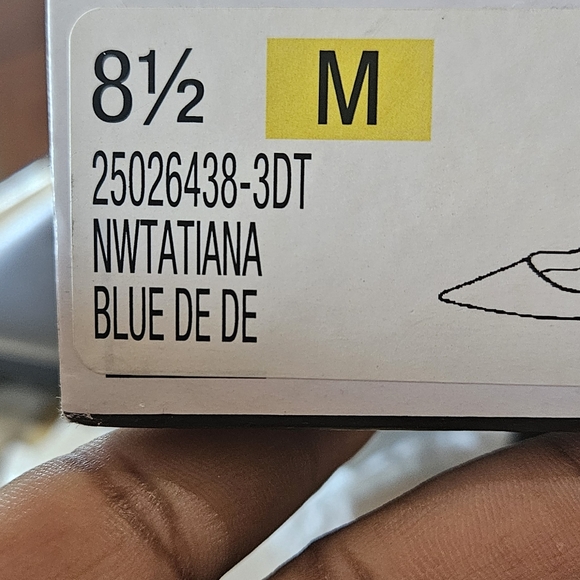 8½ M
25026438-3DT
NWTATIANA
BLUE DE DE